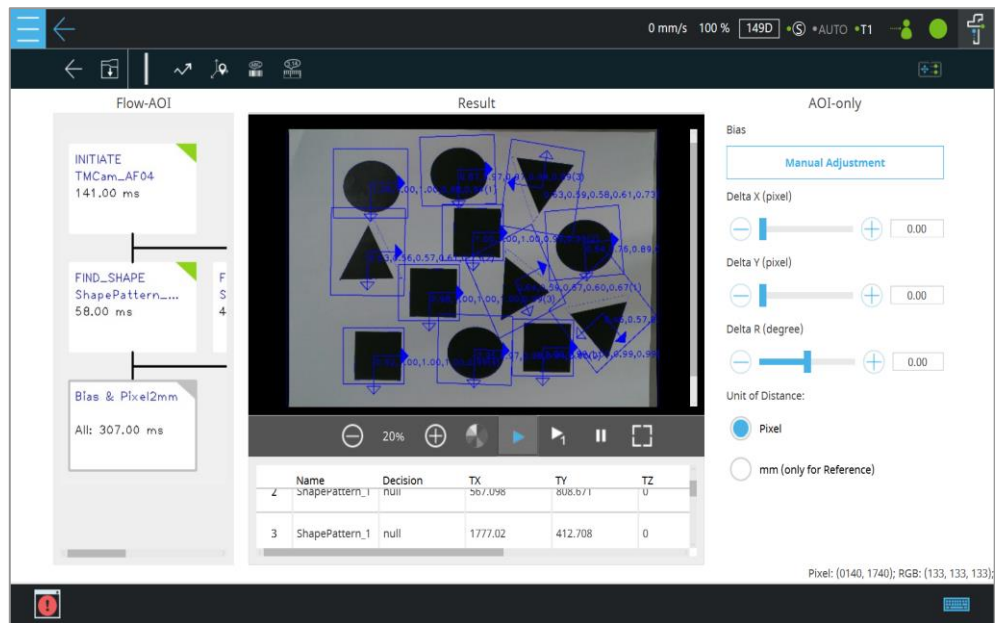 0 mm/s 100 % 149D S AUTO T1
Flow-AOI
Result
AOI-only
INITIATE
TMCam_AF04
141.00 ms
FIND_SHAPE
ShapePattern_...
58.00 ms
F
S
4
Bias & Pixel2mm
All: 307.00 ms
20%
Name Decision TX TY TZ
2 ShapePattern_1 null 567.098 808.671 0
3 ShapePattern_1 null 1777.02 412.708 0
Bias
Manual Adjustment
Delta X (pixel)
0.00
Delta Y (pixel)
0.00
Delta R (degree)
0.00
Unit of Distance:
Pixel
mm (only for Reference)
Pixel: (0140, 1740); RGB: (133, 133, 133);